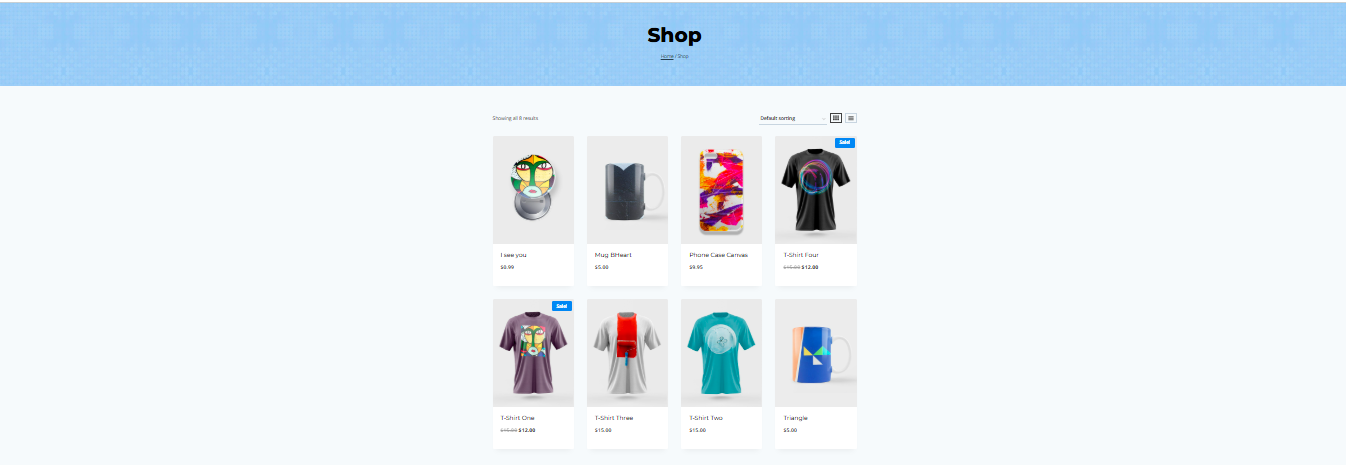 Shop
Home / Shop
Showing all 8 results
Default sorting
I see you
$0.99
Mug BHeart
$5.00
Phone Case Canvas
$9.95
Sale!
T-Shirt Four
$15.00 $12.00
Sale!
T-Shirt One
$15.00 $12.00
T-Shirt Three
$15.00
T-Shirt Two
$15.00
Triangle
$5.00